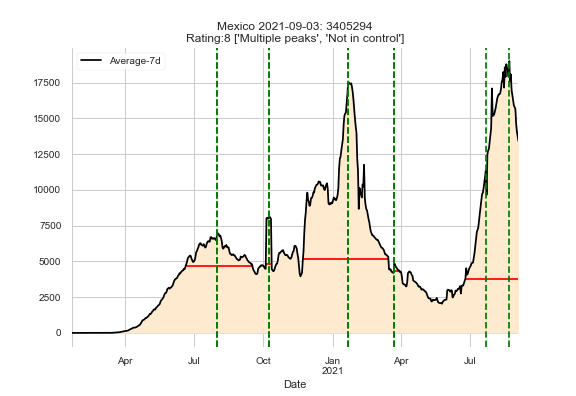 Mexico 2021-09-03: 3405294
Rating:8 ['Multiple peaks', 'Not in control']
Average-7d
17500
15000
12500
10000
7500
5000
2500
0
Apr
Jul
Oct
Jan
2021
Apr
Jul
Date